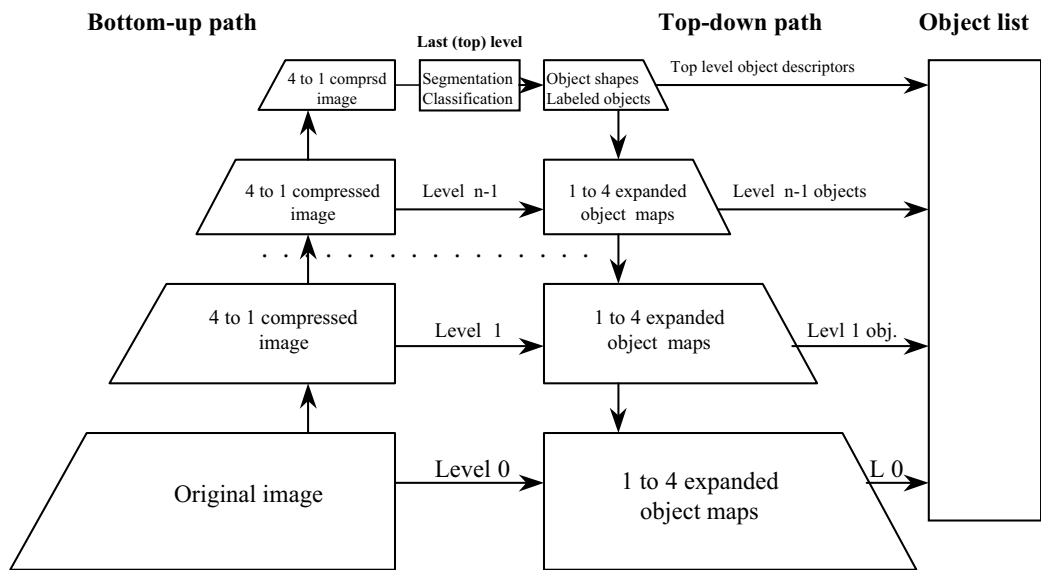 Bottom-up path
Top-down path
Object list
Last (top) level
4 to 1 comprsd
image
Segmentation
Classification
Object shapes
Labeled objects
Top level object descriptors
4 to 1 compressed
image
Level n-1
1 to 4 expanded
object maps
Level n-1 objects
. . . . . . . . . . . . . . . .
4 to 1 compressed
image
Level 1
1 to 4 expanded
object maps
Levl 1 obj.
Original image
Level 0
1 to 4 expanded
object maps
L 0